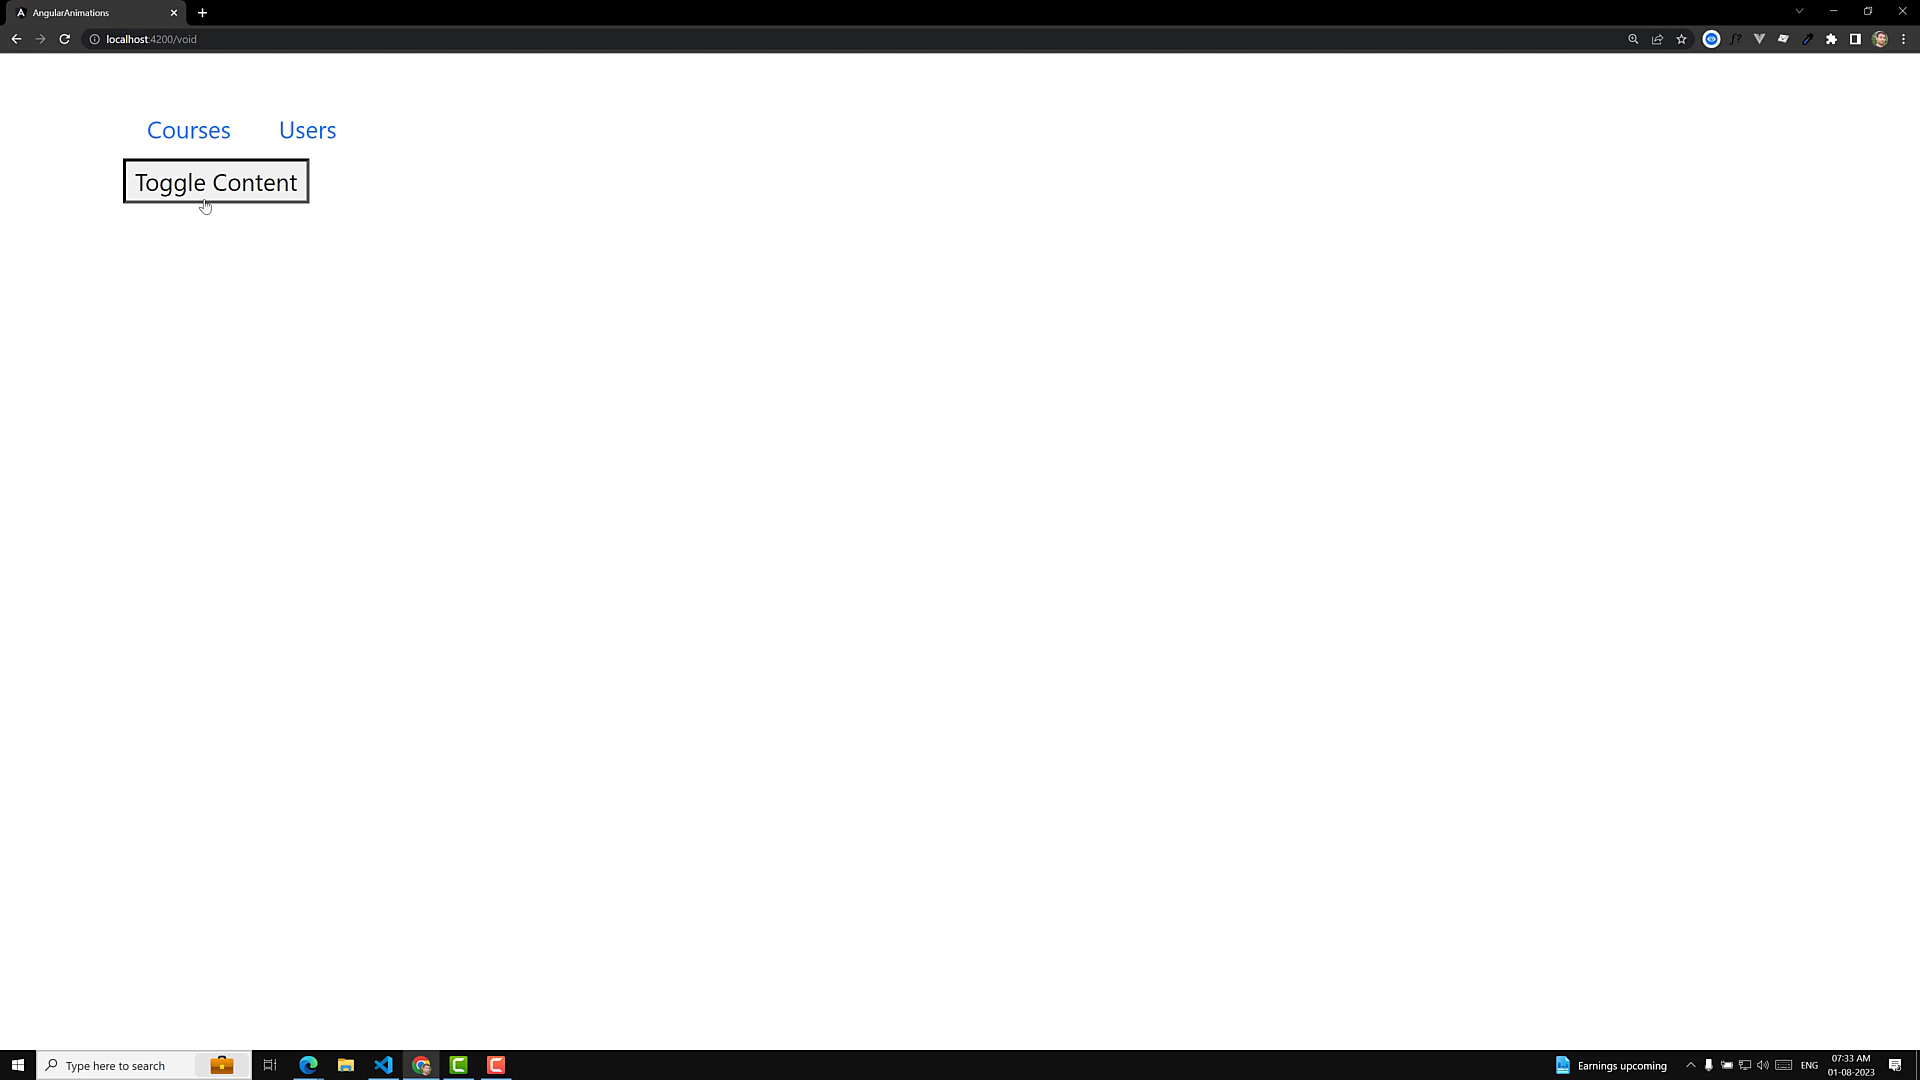 AngularAnimations
localhost:4200/void
Courses Users
Toggle Content
Type here to search
Earnings upcoming
ENG
07:33 AM
01-08-2023